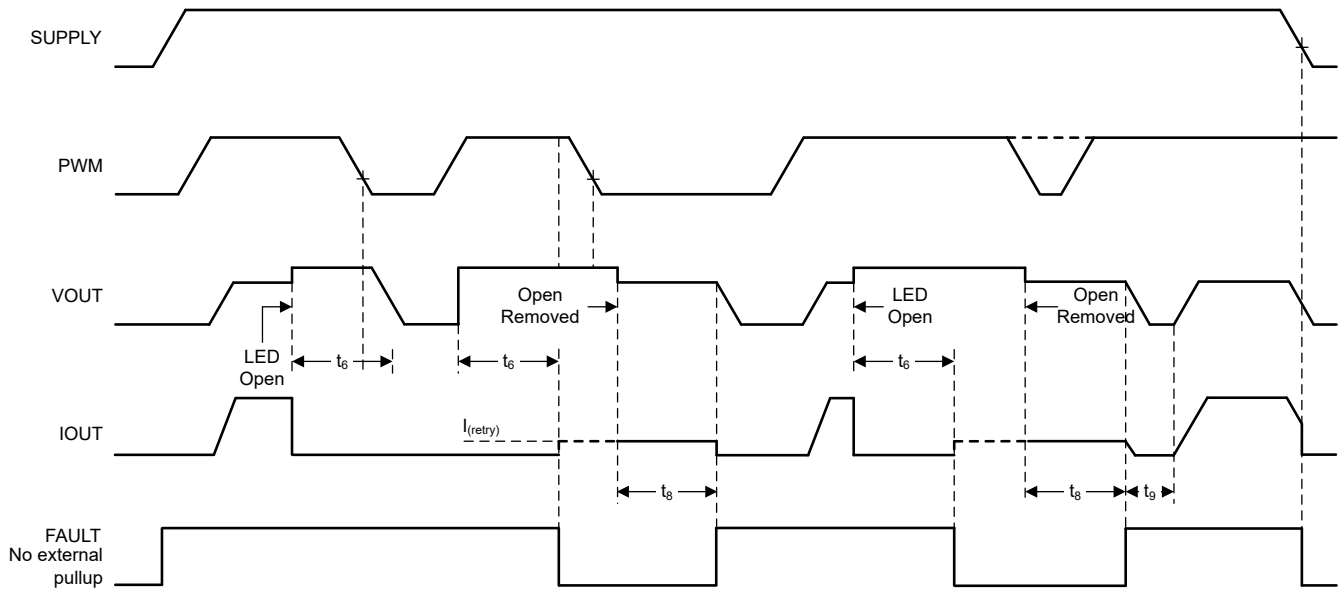 SUPPLY
PWM
VOUT
Open
Removed
LED
Open
Open
Removed
LED
Open
t6
t6
t6
IOUT
I(retry)
t8
t8
t9
FAULT
No external
pullup